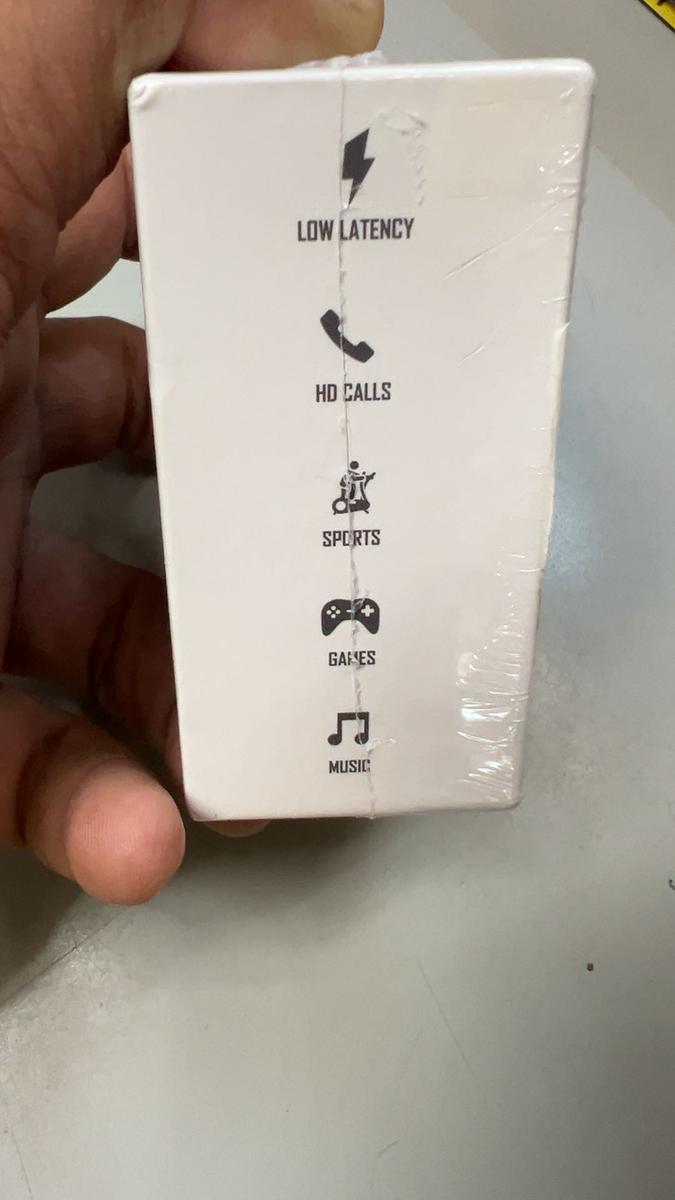 LOW LATENCY
HD CALLS
SPORTS
GAMES
MUSIC